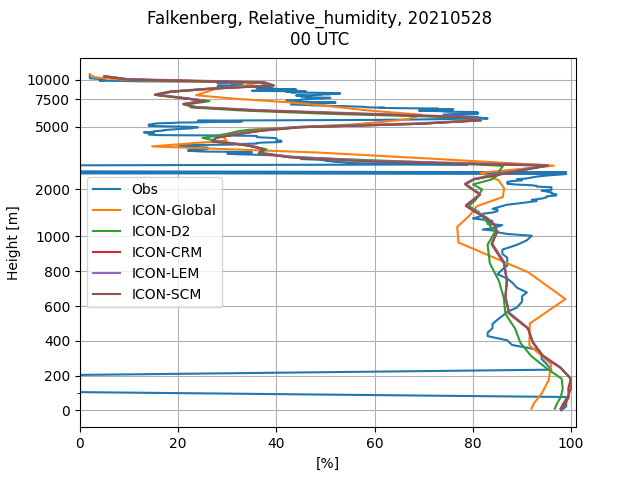 Falkenberg, Relative_humidity, 20210528
00 UTC
10000
7500
5000
2000
1000
800
600
400
200
0
Height [m]
Obs
ICON-Global
ICON-D2
ICON-CRM
ICON-LEM
ICON-SCM
0 20 40 60 80 100
[%]